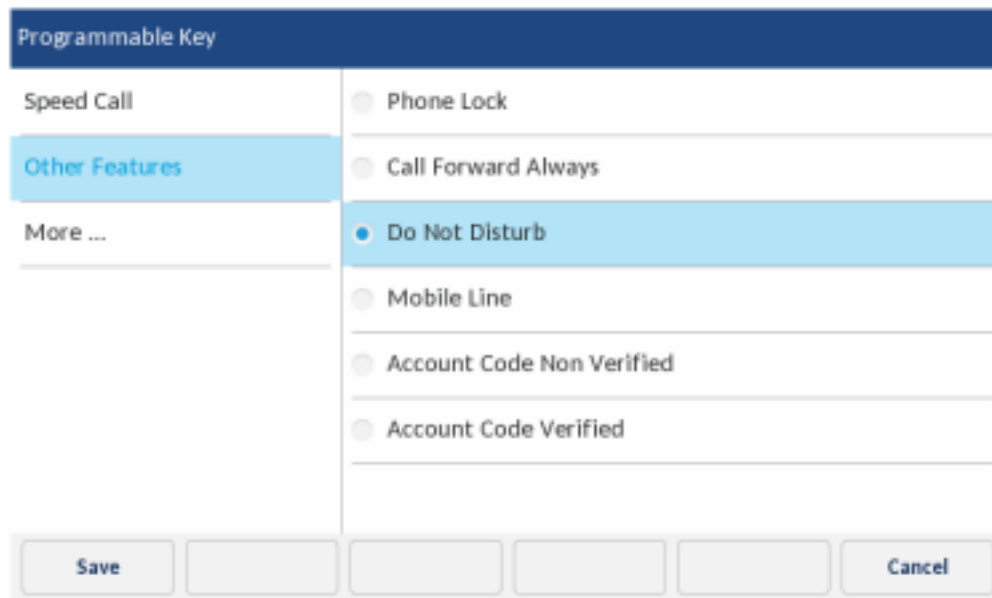 Programmable Key
Speed Call
Other Features
More ...
Phone Lock
Call Forward Always
Do Not Disturb
Mobile Line
Account Code Non Verified
Account Code Verified
Save
Cancel